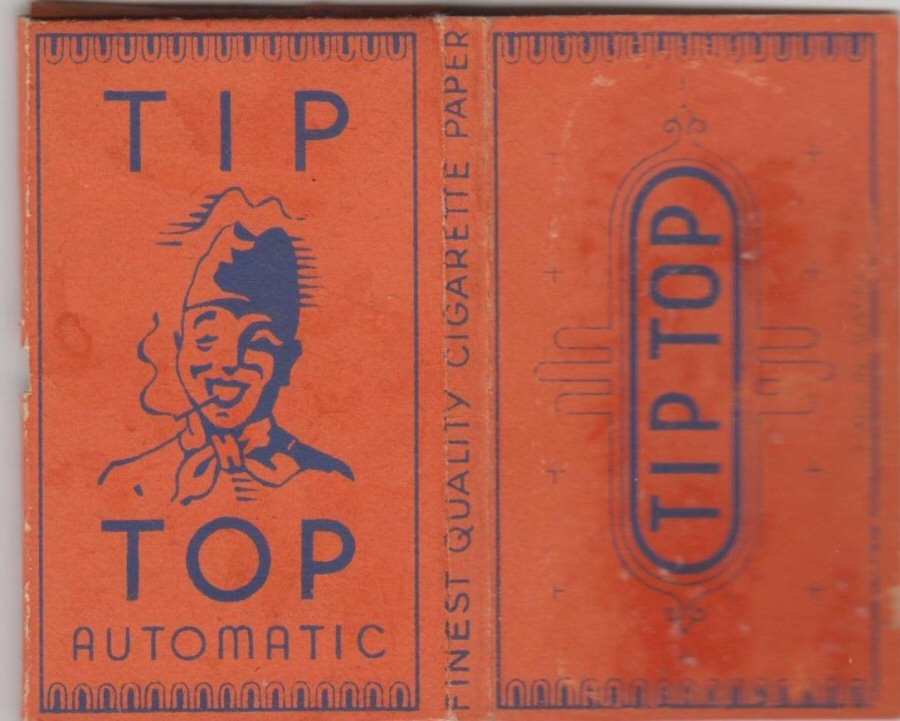 TIP
TOP
AUTOMATIC
FINEST QUALITY CIGARETTE PAPER
TIP TOP